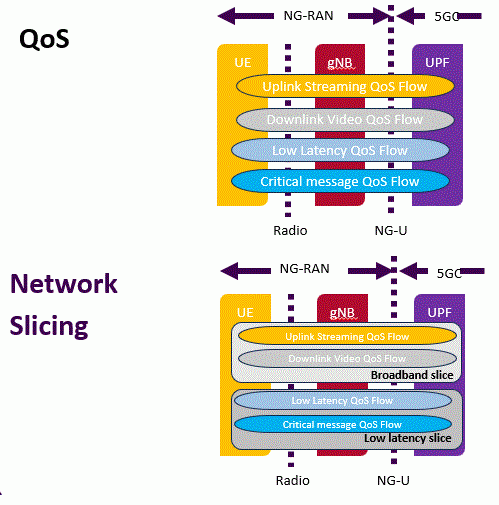 QoS
NG-RAN
5GC
UE
gNB
UPF
Uplink Streaming QoS Flow
Downlink Video QoS Flow
Low Latency QoS Flow
Critical message QoS Flow
Radio
NG-U
Network
Slicing
NG-RAN
5GC
UE
gNB
UPF
Uplink Streaming QoS Flow
Downlink Video QoS Flow
Broadband slice
Low Latency QoS Flow
Critical message QoS Flow
Low latency slice
Radio
NG-U